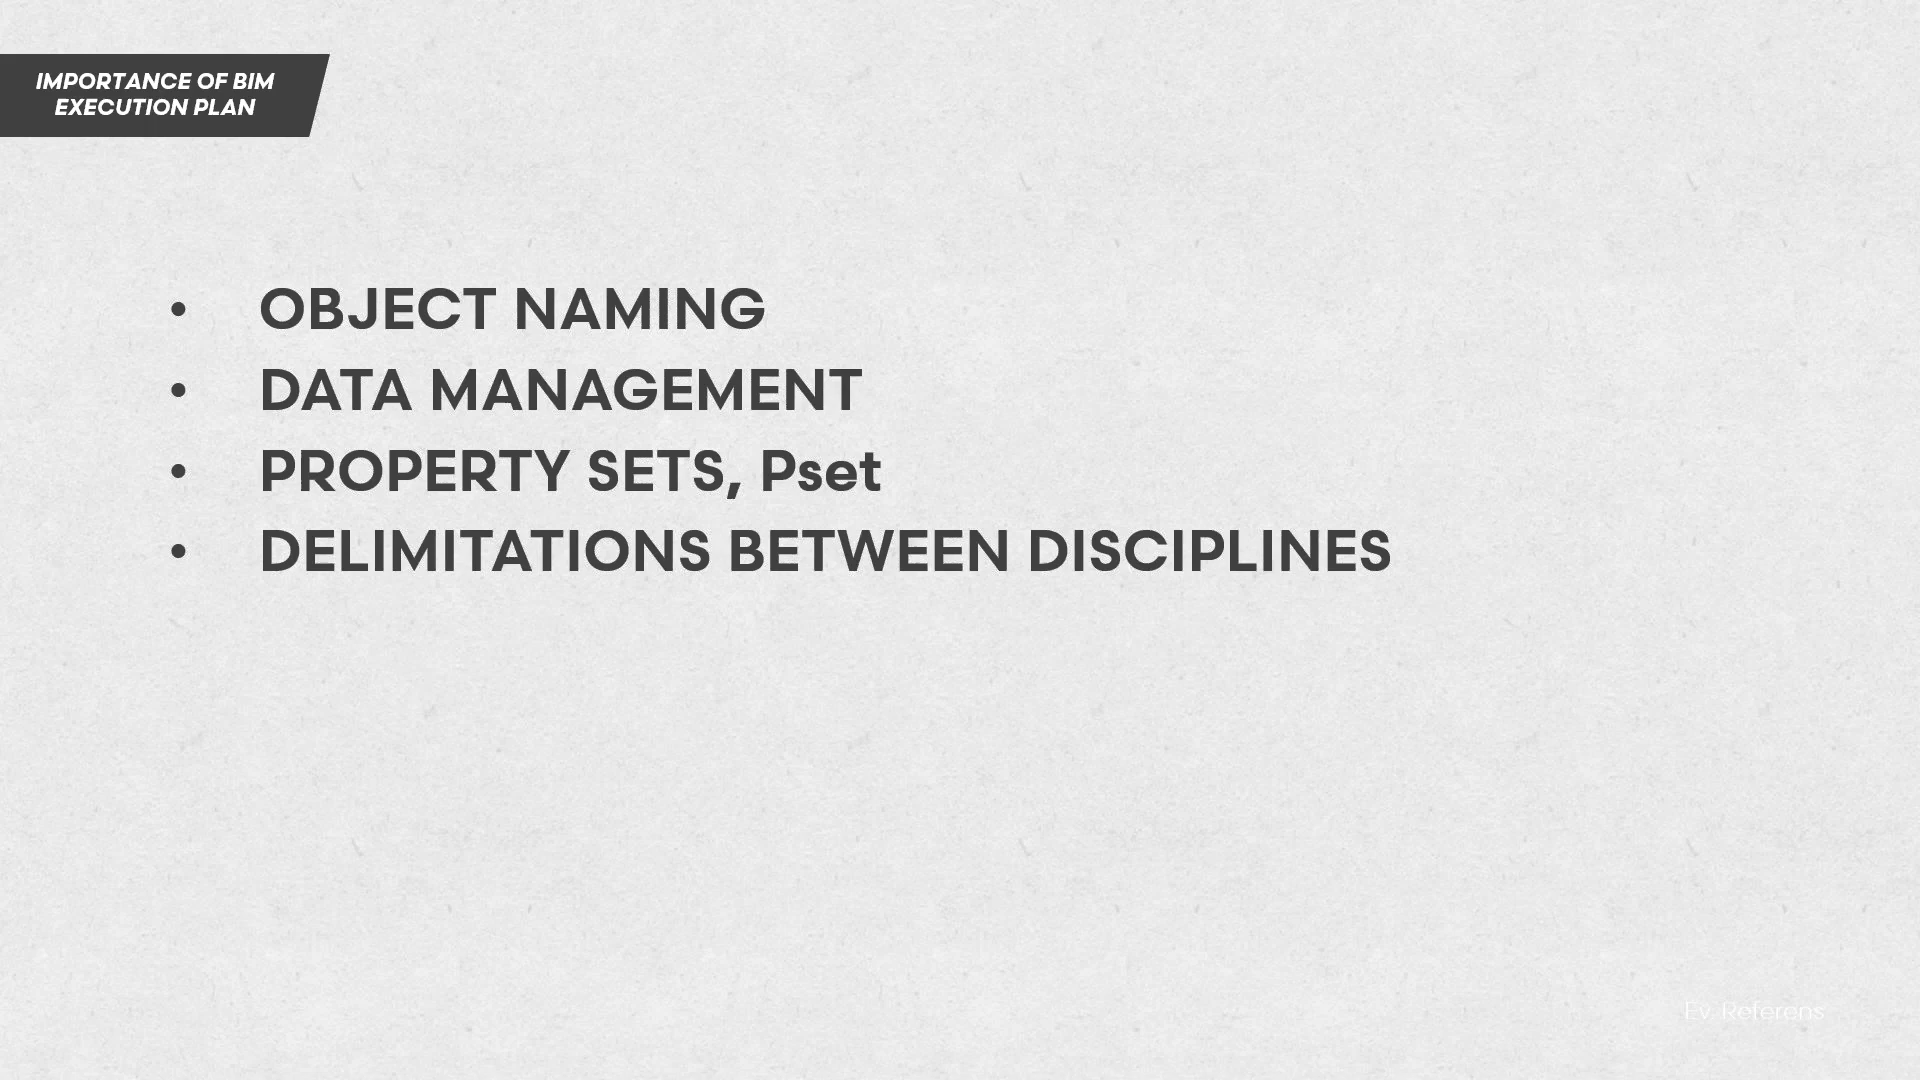 IMPORTANCE OF BIM
EXECUTION PLAN
• OBJECT NAMING
• DATA MANAGEMENT
• PROPERTY SETS, Pset
• DELIMITATIONS BETWEEN DISCIPLINES
Ev. Referens